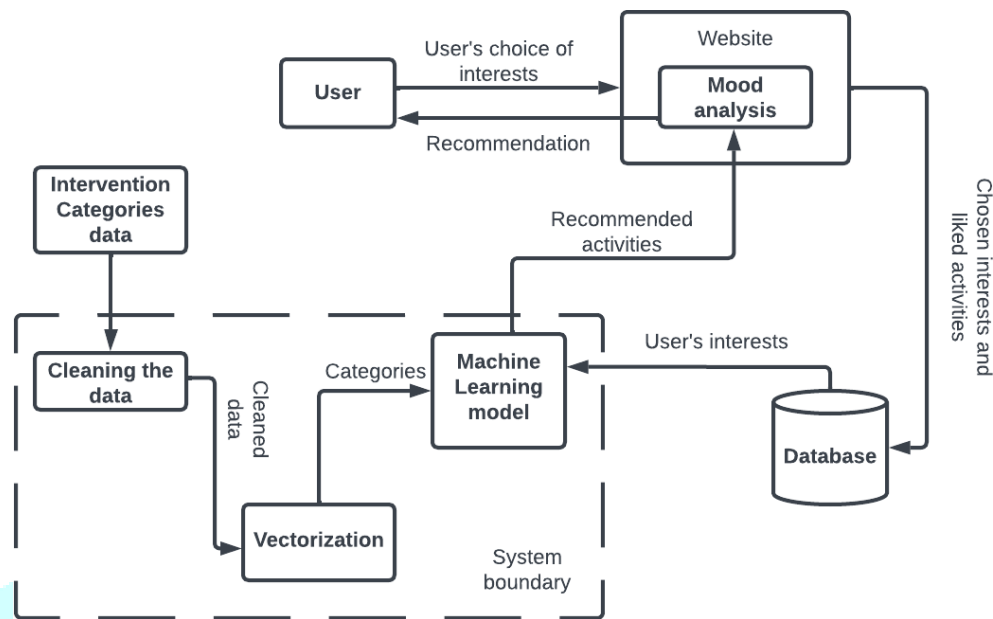 User's choice of
interests
Website
User
Mood
analysis
Recommendation
Intervention
Categories
data
Recommended
activities
Chosen interests and
liked activities
Cleaning the
data
Cleaned
data
Categories
Machine
Learning
model
User's interests
Database
Vectorization
System
boundary